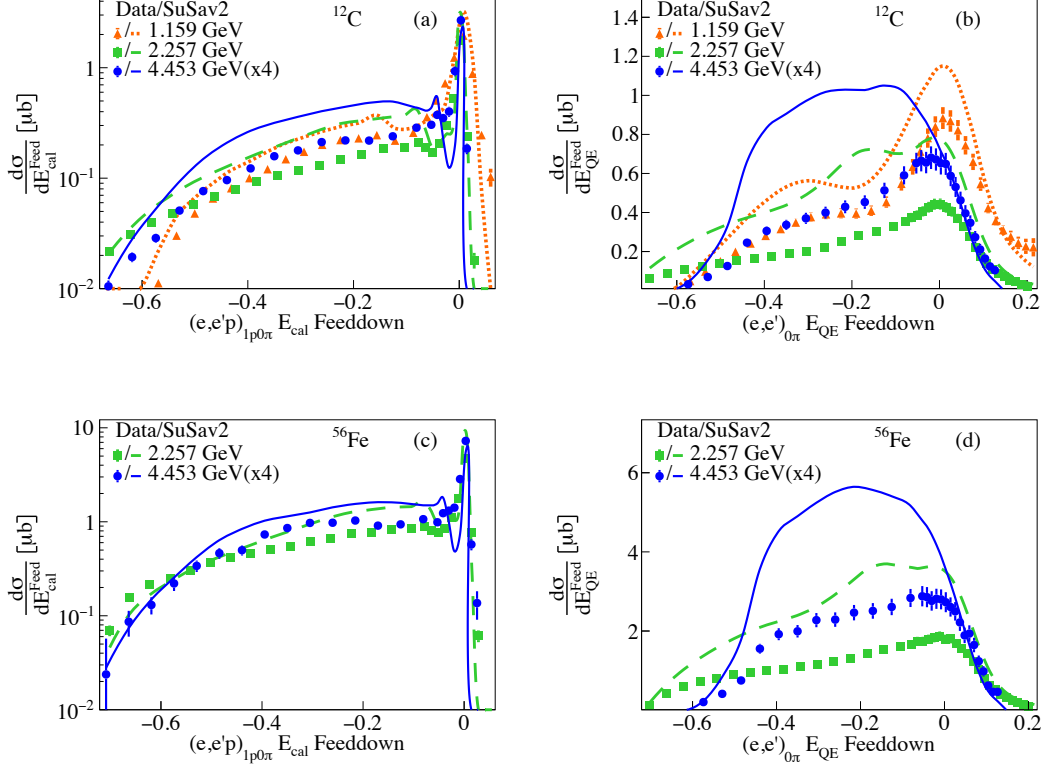 Data/SuSav2
¹²C
(a)
1.159 GeV
2.257 GeV
4.453 GeV(x4)
1
10⁻¹
10⁻²
dσ/dE_cal^Feed [μb]
−0.6 −0.4 −0.2 0
(e,e'p)_1p0π E_cal Feeddown
Data/SuSav2
¹²C
(b)
1.159 GeV
2.257 GeV
4.453 GeV(x4)
1.4
1.2
1
0.8
0.6
0.4
0.2
dσ/dE_QE^Feed [μb]
−0.6 −0.4 −0.2 0 0.2
(e,e')_0π E_QE Feeddown
Data/SuSav2
⁵⁶Fe
(c)
2.257 GeV
4.453 GeV(x4)
10
1
10⁻¹
10⁻²
dσ/dE_cal^Feed [μb]
−0.6 −0.4 −0.2 0
(e,e'p)_1p0π E_cal Feeddown
Data/SuSav2
⁵⁶Fe
(d)
2.257 GeV
4.453 GeV(x4)
6
4
2
dσ/dE_QE^Feed [μb]
−0.6 −0.4 −0.2 0 0.2
(e,e')_0π E_QE Feeddown